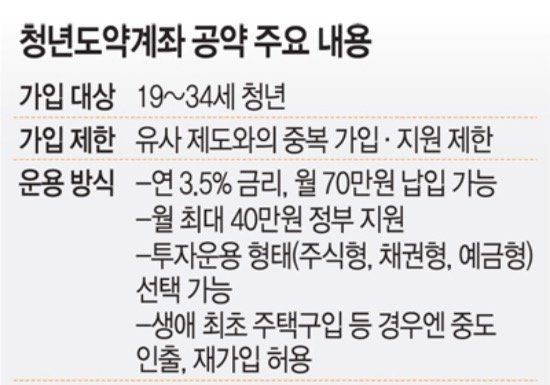 청년도약계좌 공약 주요 내용
가입 대상 19~34세 청년
가입 제한 유사 제도와의 중복 가입·지원 제한
운용 방식 –연 3.5% 금리, 월 70만원 납입 가능
–월 최대 40만원 정부 지원
–투자운용 형태(주식형, 채권형, 예금형)
선택 가능
–생애 최초 주택구입 등 경우엔 중도
인출, 재가입 허용